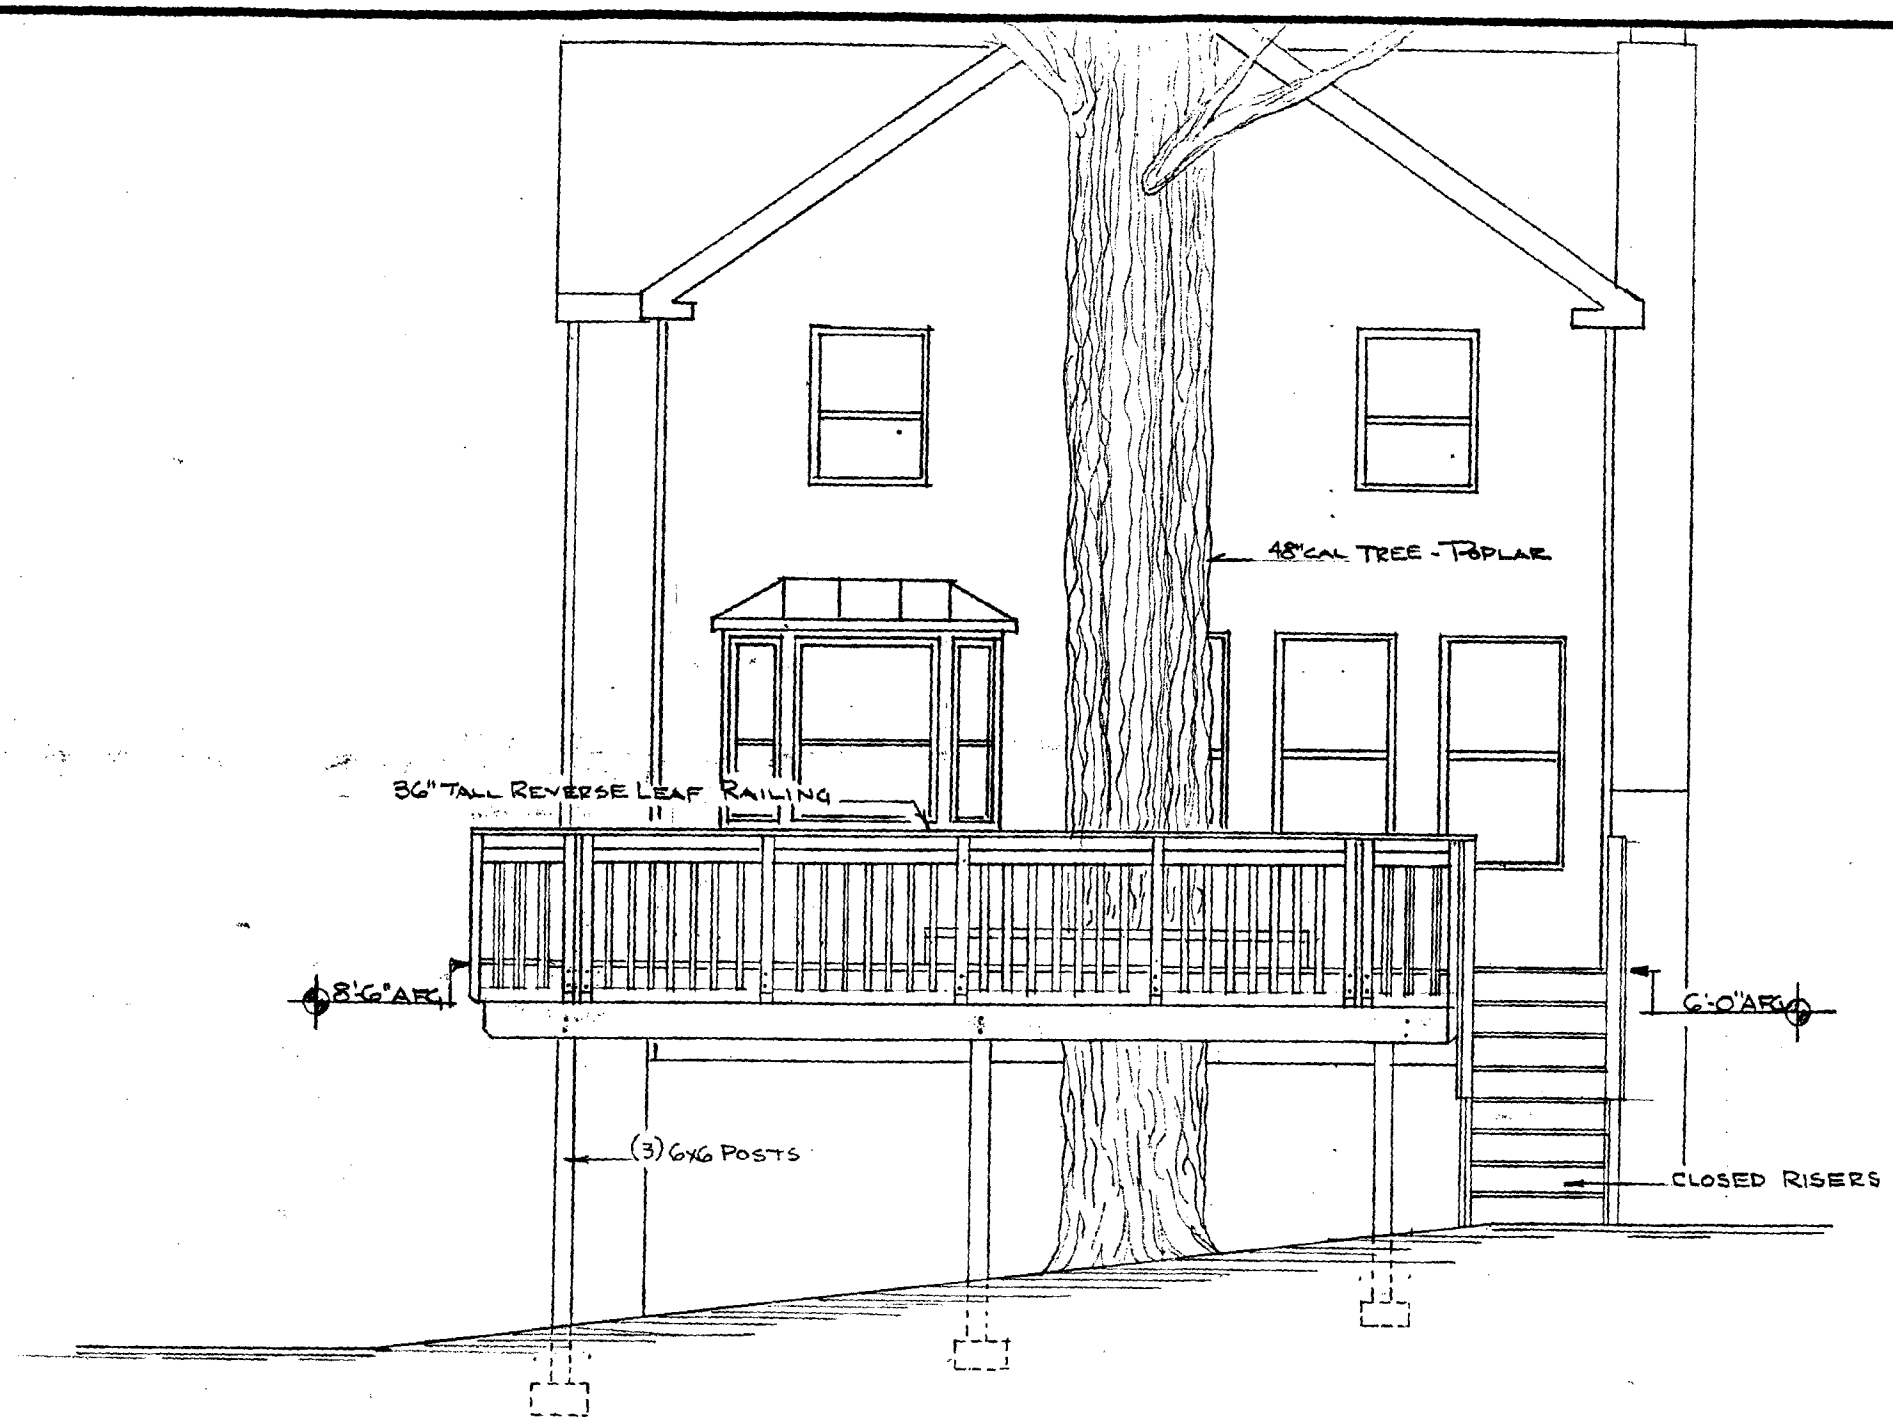 48" CAL TREE - POPLAR
36" TALL REVERSE LEAF RAILING
8'-6" AFG
6'-0" AFG
(3) 6x6 POSTS
CLOSED RISERS